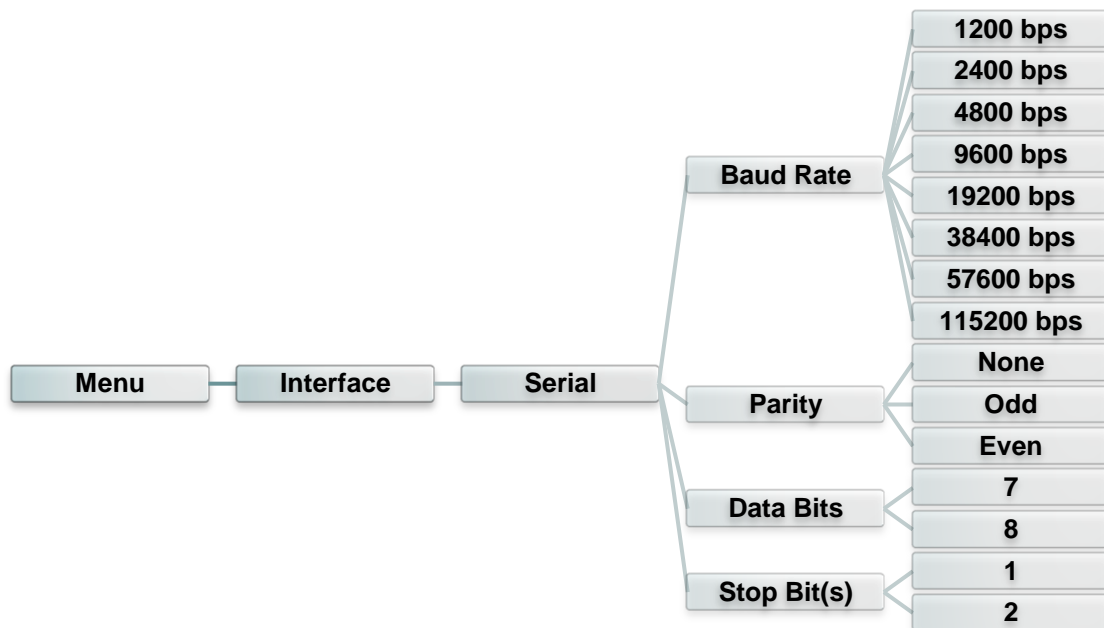 Menu
Interface
Serial
Baud Rate
1200 bps
2400 bps
4800 bps
9600 bps
19200 bps
38400 bps
57600 bps
115200 bps
Parity
None
Odd
Even
Data Bits
7
8
Stop Bit(s)
1
2